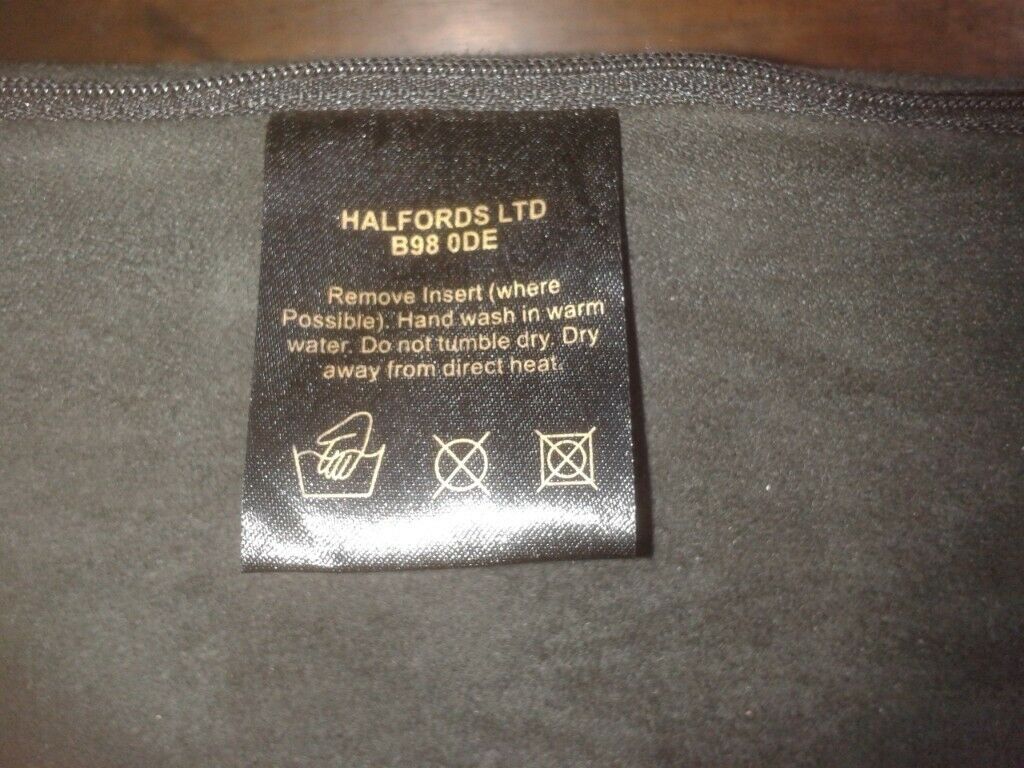 HALFORDS LTD
B98 0DE
Remove Insert (where
Possible). Hand wash in warm
water. Do not tumble dry. Dry
away from direct heat.